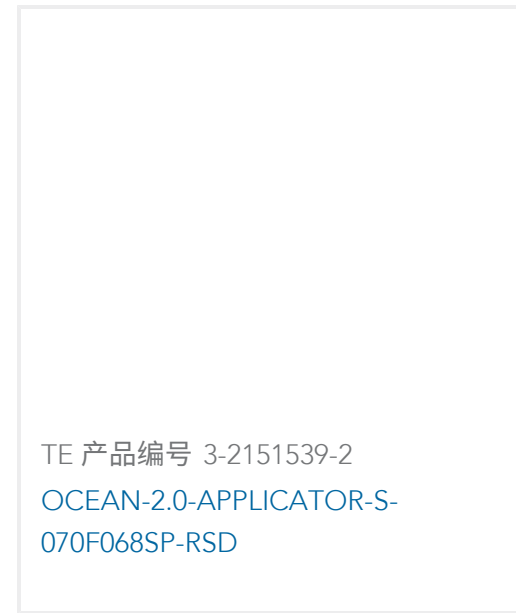 TE 产品编号 3-2151539-2
OCEAN-2.0-APPLICATOR-S-
070F068SP-RSD